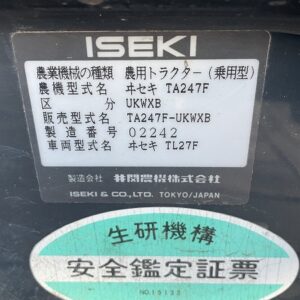 ISEKI
農業機械の種類 農用トラクター(乗用型)
農機型式名 ヰセキ TA247F
区分 UKWXB
販売型式名 TA247F-UKWXB
製造番号 02242
車両型式名 ヰセキ TL27F
製造会社 井関農機株式会社
ISEKI & CO.,LTD. TOKYO/JAPAN
生研機構
安全鑑定証票
NO.15133